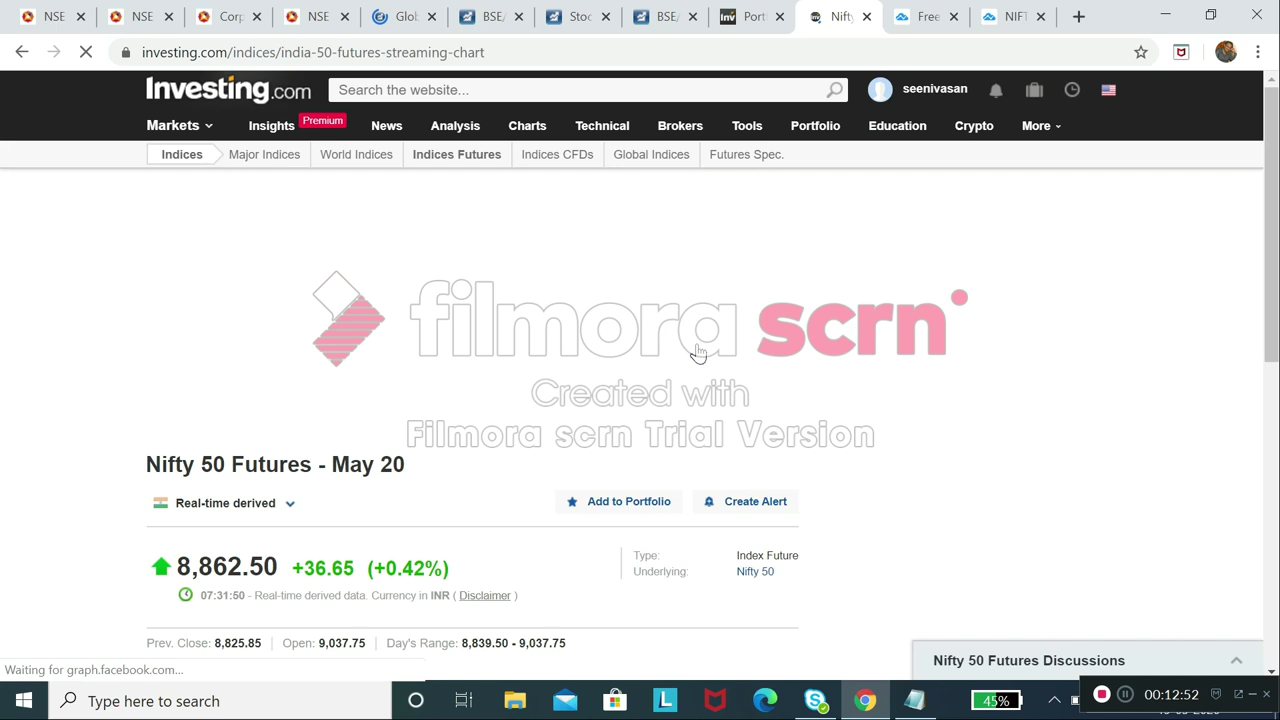 NSE
NSE
Corp
NSE
Glob
BSE/
Stoc
BSE/
Port
Nifty
Free
NIFT
investing.com/indices/india-50-futures-streaming-chart
Investing.com
Search the website...
seenivasan
Markets
Insights
Premium
News
Analysis
Charts
Technical
Brokers
Tools
Portfolio
Education
Crypto
More
Indices
Major Indices
World Indices
Indices Futures
Indices CFDs
Global Indices
Futures Spec.
filmora scrn
Created with
Filmora scrn Trial Version
Nifty 50 Futures - May 20
Real-time derived
Add to Portfolio
Create Alert
8,862.50 +36.65 (+0.42%)
Type: Index Future
Underlying: Nifty 50
07:31:50 - Real-time derived data. Currency in INR ( Disclaimer )
Prev. Close: 8,825.85 Open: 9,037.75 Day's Range: 8,839.50 - 9,037.75
Nifty 50 Futures Discussions
Waiting for graph.facebook.com...
Type here to search
45%
00:12:52